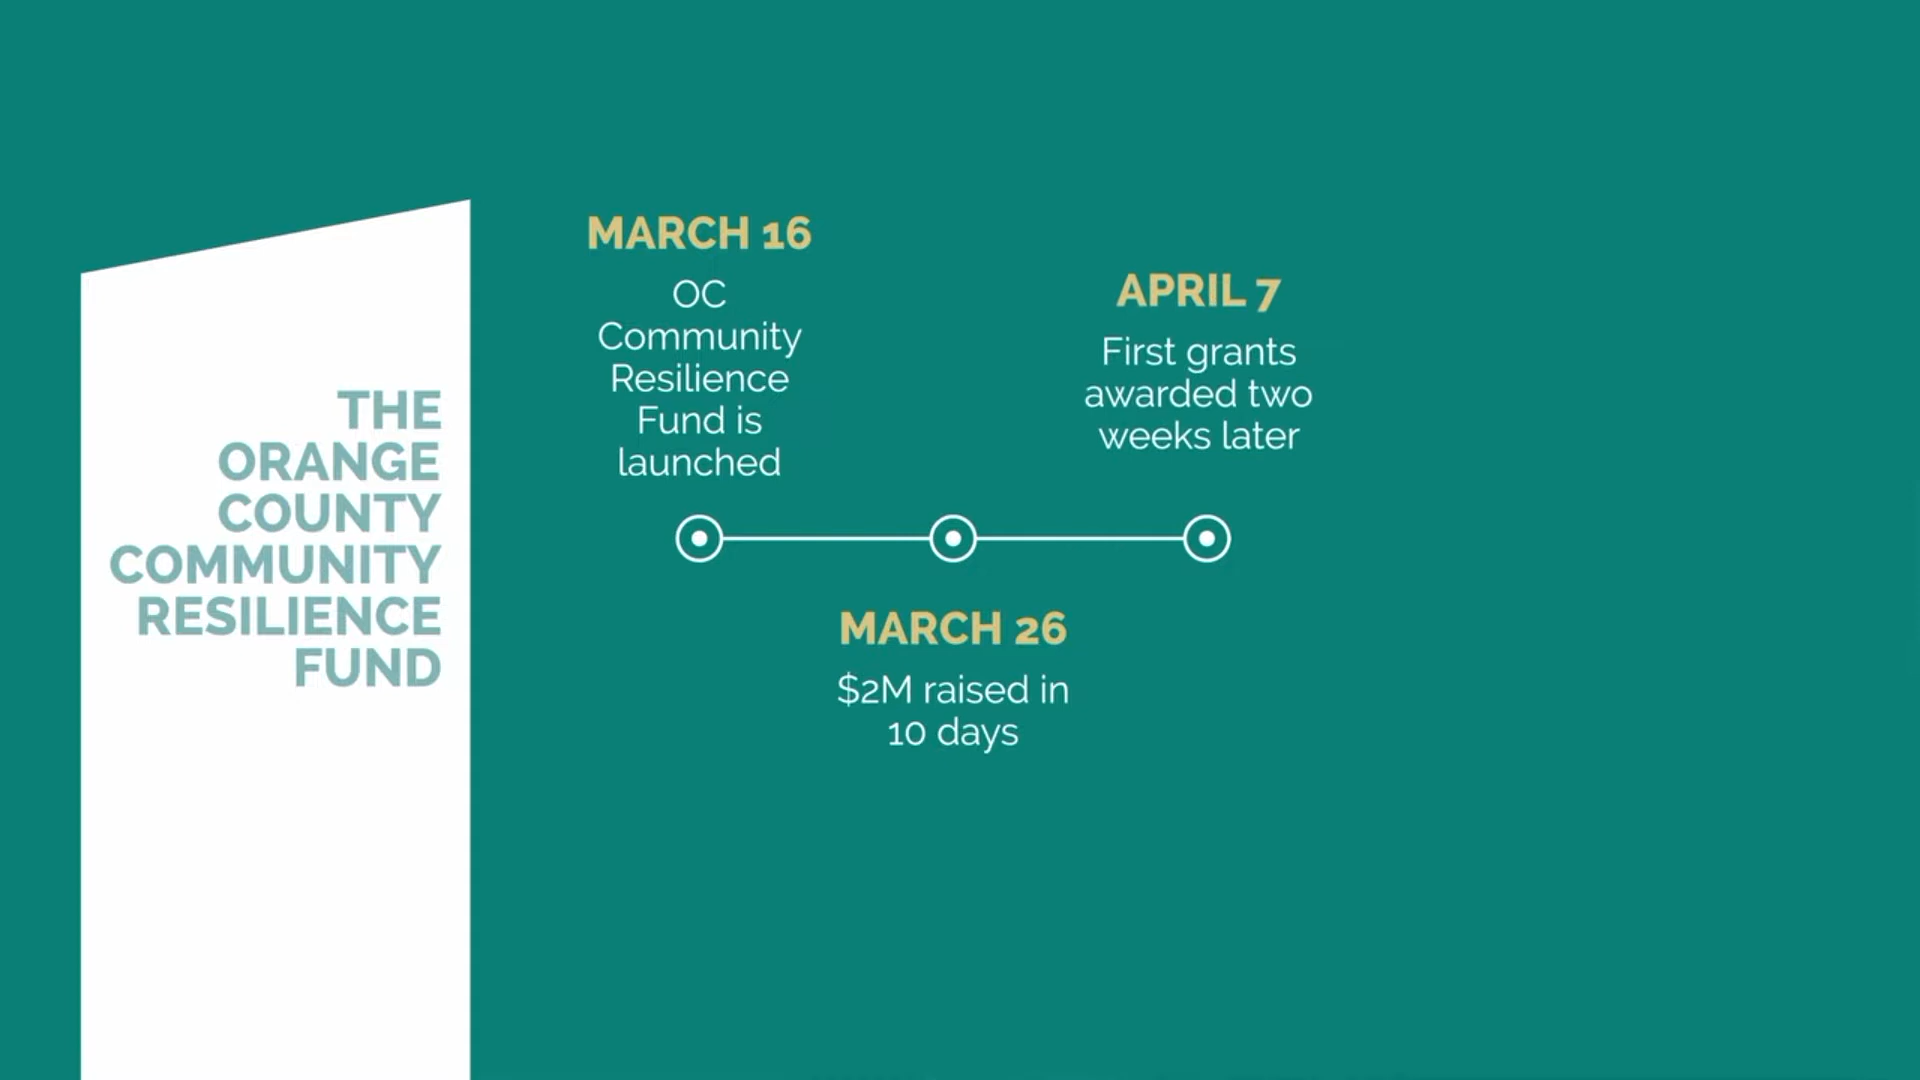 THE
ORANGE
COUNTY
COMMUNITY
RESILIENCE
FUND
MARCH 16
OC
Community
Resilience
Fund is
launched
MARCH 26
$2M raised in
10 days
APRIL 7
First grants
awarded two
weeks later